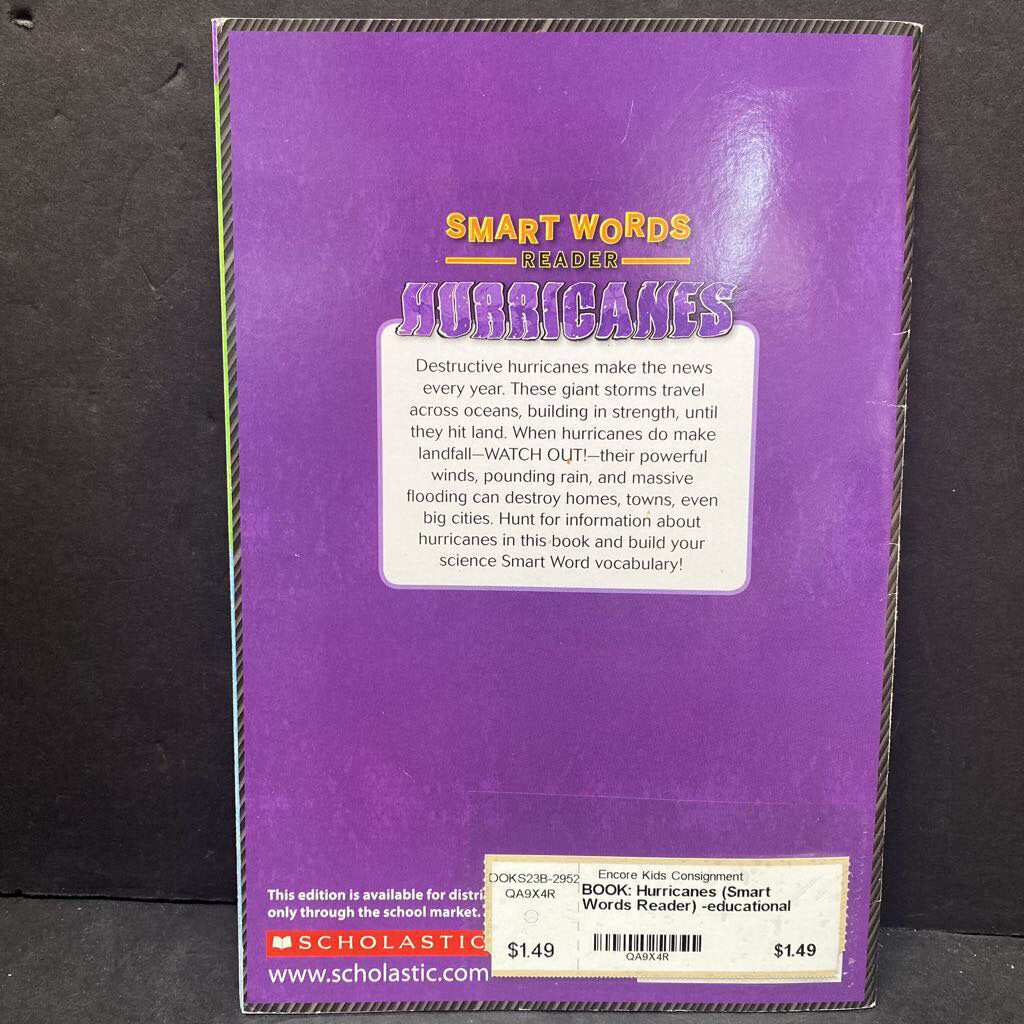 SMART WORDS
READER
HURRICANES
Destructive hurricanes make the news
every year. These giant storms travel
across oceans, building in strength, until
they hit land. When hurricanes do make
landfall—WATCH OUT!—their powerful
winds, pounding rain, and massive
flooding can destroy homes, towns, even
big cities. Hunt for information about
hurricanes in this book and build your
science Smart Word vocabulary!
This edition is available for distri
only through the school market.
SCHOLASTIC
www.scholastic.com
OOKS23B-2952
QA9X4R
$1.49
Encore Kids Consignment
BOOK: Hurricanes (Smart
Words Reader) -educational
QA9X4R
$1.49